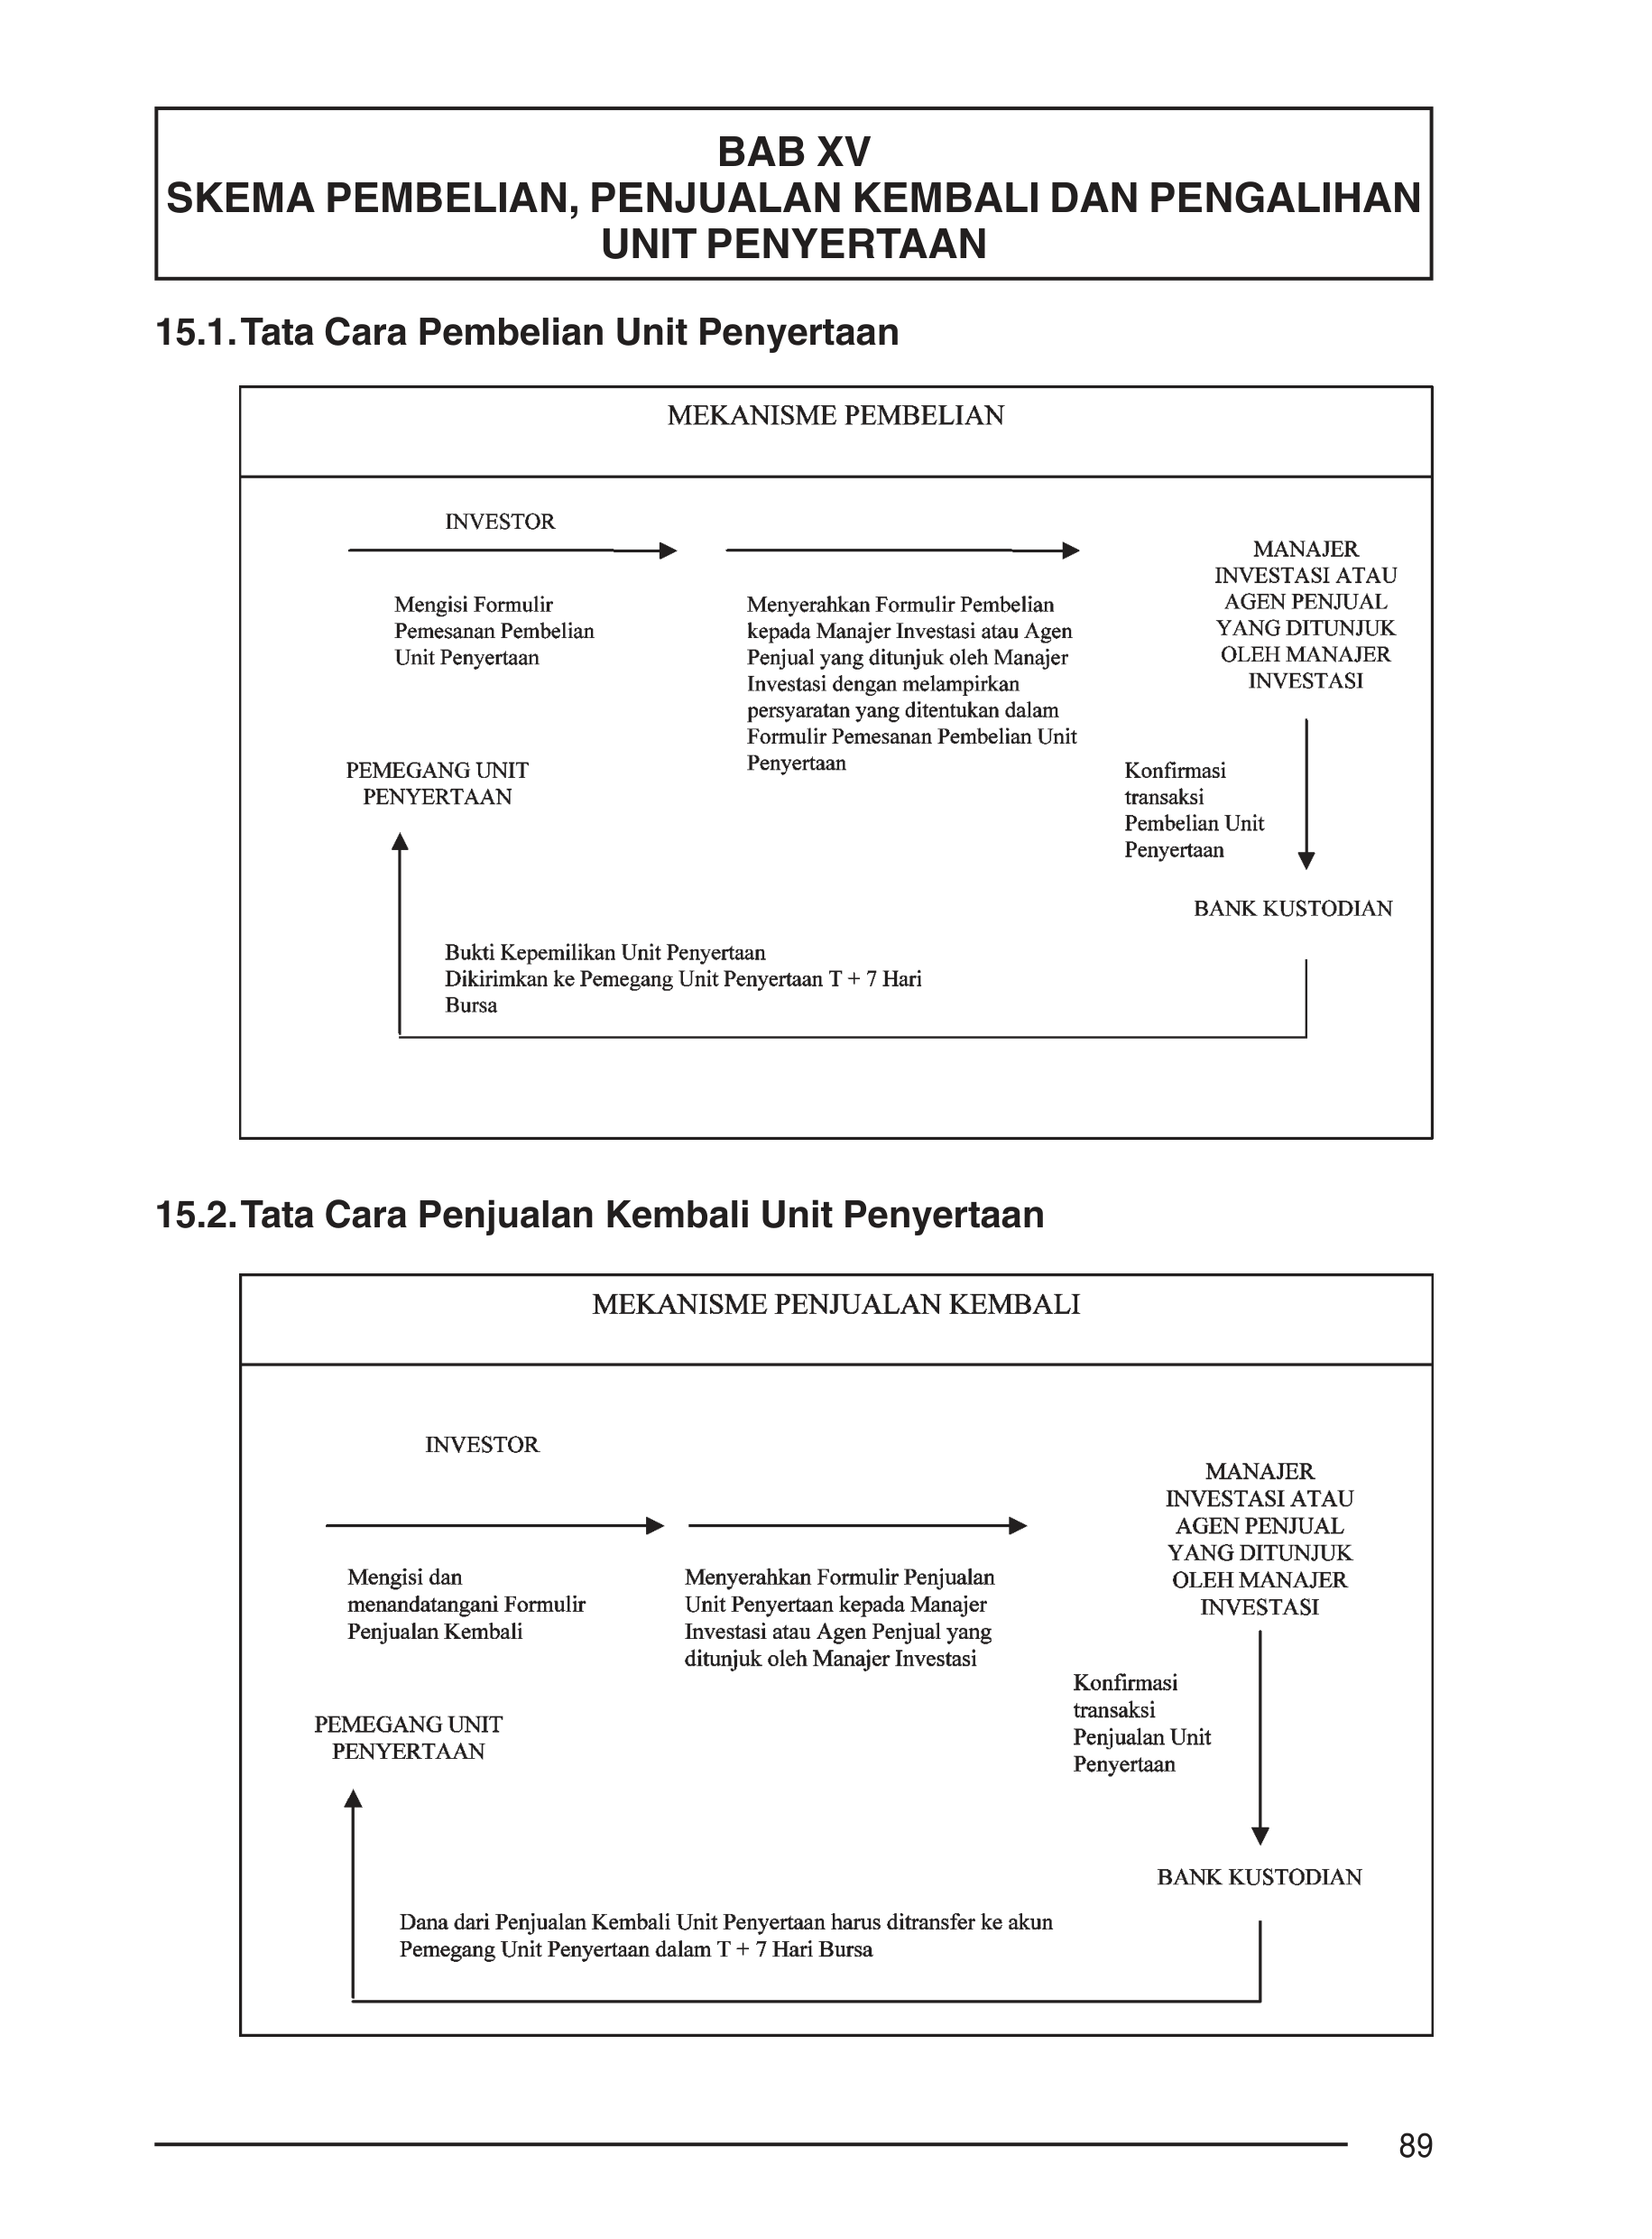 BAB XV
SKEMA PEMBELIAN, PENJUALAN KEMBALI DAN PENGALIHAN
UNIT PENYERTAAN
15.1. Tata Cara Pembelian Unit Penyertaan
MEKANISME PEMBELIAN
INVESTOR
Mengisi Formulir
Pemesanan Pembelian
Unit Penyertaan
Menyerahkan Formulir Pembelian
kepada Manajer Investasi atau Agen
Penjual yang ditunjuk oleh Manajer
Investasi dengan melampirkan
persyaratan yang ditentukan dalam
Formulir Pemesanan Pembelian Unit
Penyertaan
MANAJER
INVESTASI ATAU
AGEN PENJUAL
YANG DITUNJUK
OLEH MANAJER
INVESTASI
Konfirmasi
transaksi
Pembelian Unit
Penyertaan
BANK KUSTODIAN
PEMEGANG UNIT
PENYERTAAN
Bukti Kepemilikan Unit Penyertaan
Dikirimkan ke Pemegang Unit Penyertaan T + 7 Hari
Bursa
15.2. Tata Cara Penjualan Kembali Unit Penyertaan
MEKANISME PENJUALAN KEMBALI
INVESTOR
Mengisi dan
menandatangani Formulir
Penjualan Kembali
Menyerahkan Formulir Penjualan
Unit Penyertaan kepada Manajer
Investasi atau Agen Penjual yang
ditunjuk oleh Manajer Investasi
MANAJER
INVESTASI ATAU
AGEN PENJUAL
YANG DITUNJUK
OLEH MANAJER
INVESTASI
Konfirmasi
transaksi
Penjualan Unit
Penyertaan
BANK KUSTODIAN
PEMEGANG UNIT
PENYERTAAN
Dana dari Penjualan Kembali Unit Penyertaan harus ditransfer ke akun
Pemegang Unit Penyertaan dalam T + 7 Hari Bursa
89